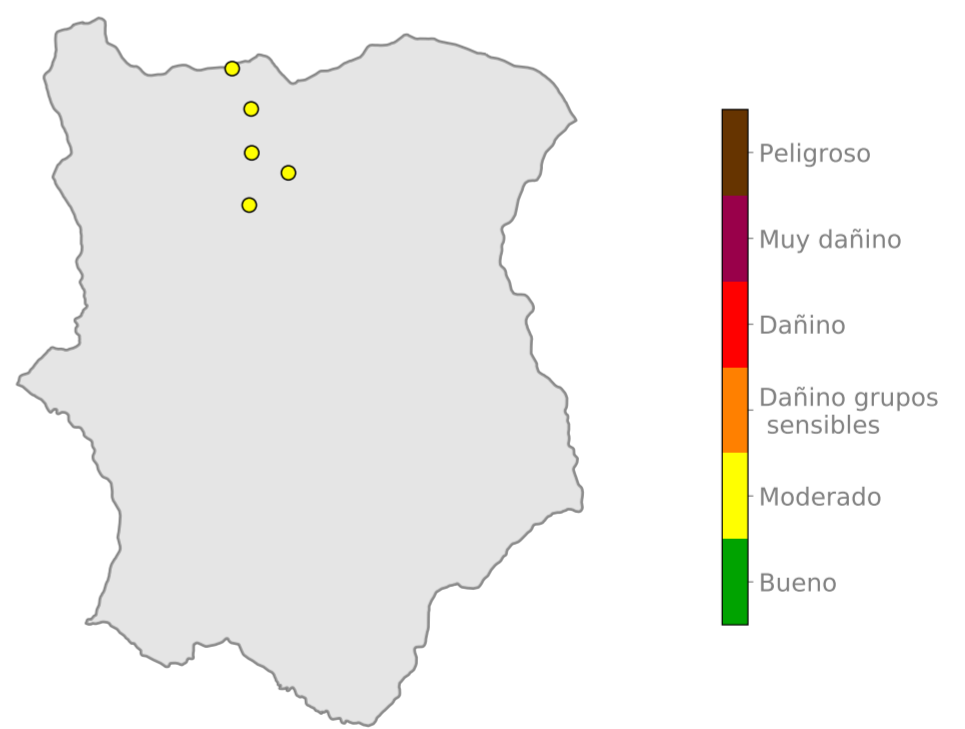 Peligroso
Muy dañino
Dañino
Dañino grupos
sensibles
Moderado
Bueno